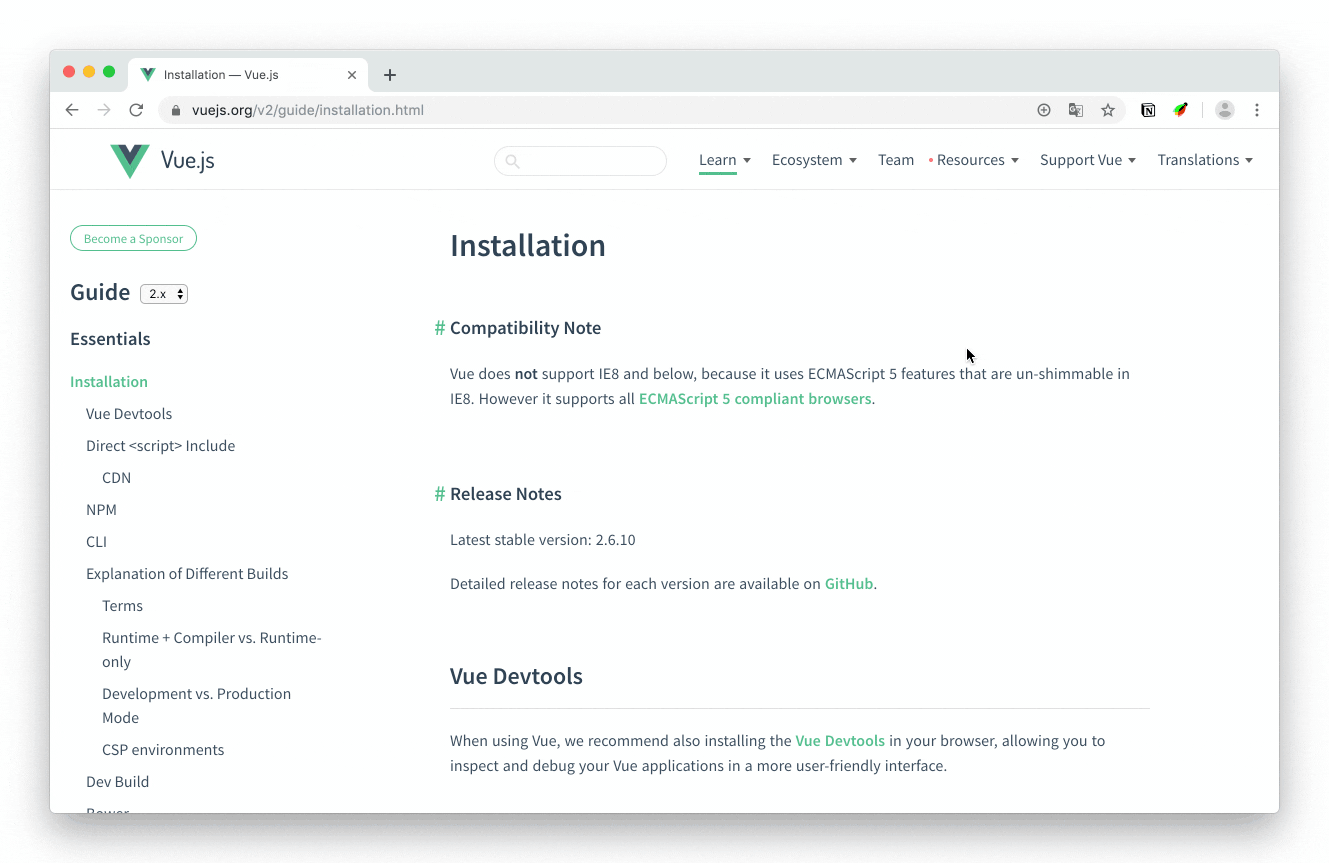 Installation — Vue.js
vuejs.org/v2/guide/installation.html
Vue.js
Learn
Ecosystem
Team
Resources
Support Vue
Translations
Become a Sponsor
Guide 2.x
Essentials
Installation
Vue Devtools
Direct <script> Include
CDN
NPM
CLI
Explanation of Different Builds
Terms
Runtime + Compiler vs. Runtime-
only
Development vs. Production
Mode
CSP environments
Dev Build
Bower
Installation
# Compatibility Note
Vue does not support IE8 and below, because it uses ECMAScript 5 features that are un-shimmable in
IE8. However it supports all ECMAScript 5 compliant browsers.
# Release Notes
Latest stable version: 2.6.10
Detailed release notes for each version are available on GitHub.
Vue Devtools
When using Vue, we recommend also installing the Vue Devtools in your browser, allowing you to
inspect and debug your Vue applications in a more user-friendly interface.